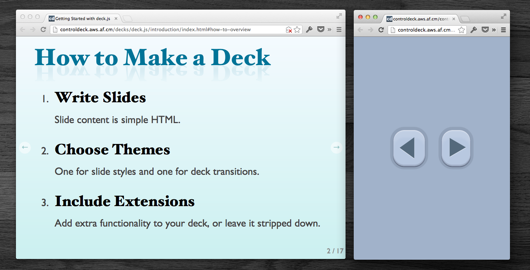 Getting Started with deck.js
controldeck.aws.af.cm/decks/deck.js/introduction/index.html#how-to-overview
How to Make a Deck
1. Write Slides
Slide content is simple HTML.
2. Choose Themes
One for slide styles and one for deck transitions.
3. Include Extensions
Add extra functionality to your deck, or leave it stripped down.
2 / 17
controldeck.aws.af.cm/cont
controldeck.aws.af.cm...